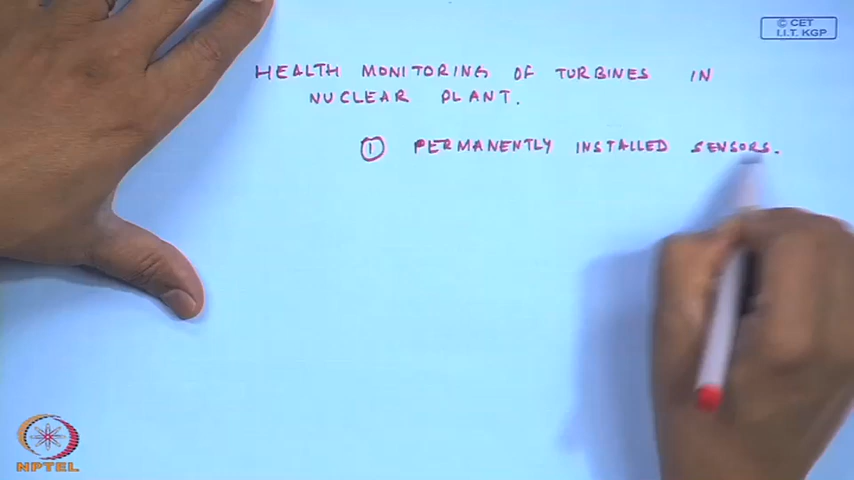 © CET
I.I.T. KGP
HEALTH MONITORING OF TURBINES IN
NUCLEAR PLANT.
① PERMANENTLY INSTALLED SENSORS.
NPTEL